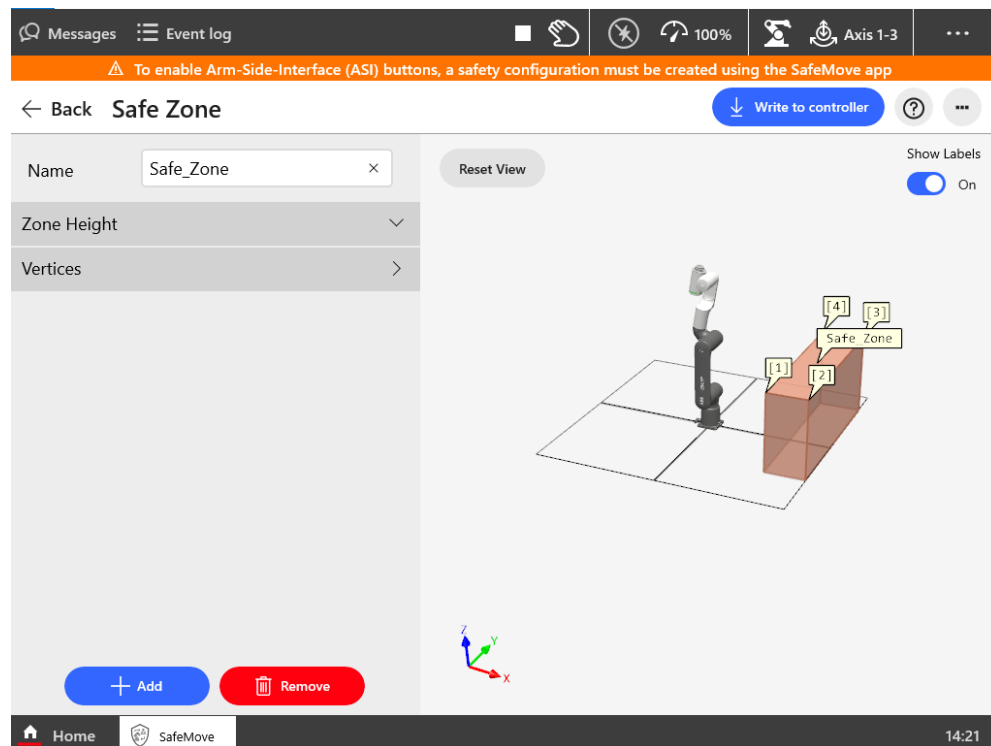 Messages Event log 100% Axis 1-3 ...
To enable Arm-Side-Interface (ASI) buttons, a safety configuration must be created using the SafeMove app
Back Safe Zone Write to controller ? ...
Name Safe_Zone × Reset View Show Labels
On
Zone Height
Vertices
[4] [3]
Safe_Zone
[1] [2]
Z Y
X
Add Remove
Home SafeMove 14:21